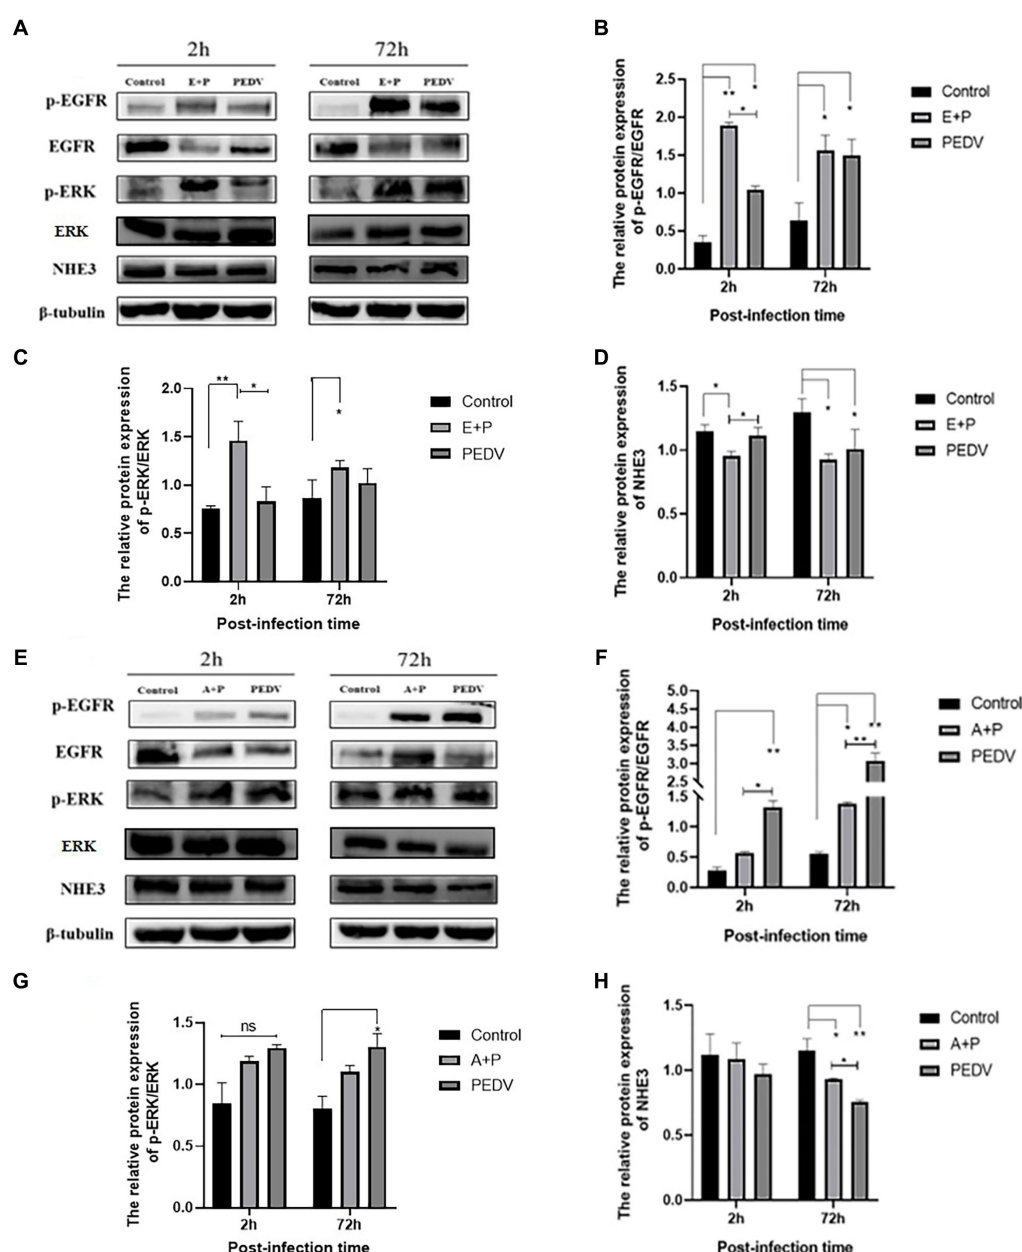 A
2h
72h
Control E+P PEDV
Control E+P PEDV
p-EGFR
EGFR
p-ERK
ERK
NHE3
β-tubulin
B
The relative protein expression
of p-EGFR/EGFR
2.5
2.0
1.5
1.0
0.5
0.0
**
*
*
*
*
2h
72h
Post-infection time
Control
E+P
PEDV
C
The relative protein expression
of p-ERK/ERK
2.0
1.5
1.0
0.5
0.0
**
*
*
2h
72h
Post-infection time
Control
E+P
PEDV
D
The relative protein expression
of NHE3
1.5
1.0
0.5
0.0
*
*
*
*
2h
72h
Post-infection time
Control
E+P
PEDV
E
2h
72h
Control A+P PEDV
Control A+P PEDV
p-EGFR
EGFR
p-ERK
ERK
NHE3
β-tubulin
F
The relative protein expression
of p-EGFR/EGFR
5.0
4.5
4.0
3.5
3.0
2.5
1.5
1.0
0.5
0.0
*
**
*
**
**
2h
72h
Post-infection time
Control
A+P
PEDV
G
The relative protein expression
of p-ERK/ERK
1.5
1.0
0.5
0.0
ns
*
2h
72h
Post-infection time
Control
A+P
PEDV
H
The relative protein expression
of NHE3
1.5
1.0
0.5
0.0
*
**
*
2h
72h
Post-infection time
Control
A+P
PEDV